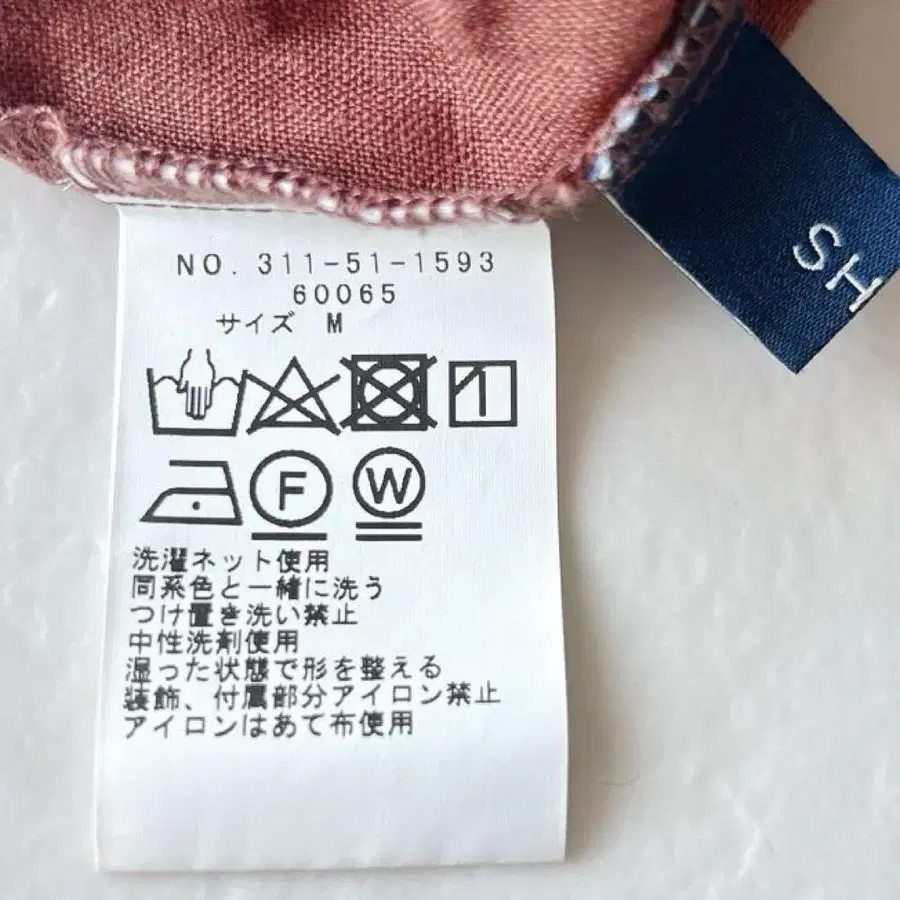 NO. 311-51-1593
60065
サイズ M
F
W
洗濯ネット使用
同系色と一緒に洗う
つけ置き洗い禁止
中性洗剤使用
湿った状態で形を整える
装飾、付属部分アイロン禁止
アイロンはあて布使用
SH